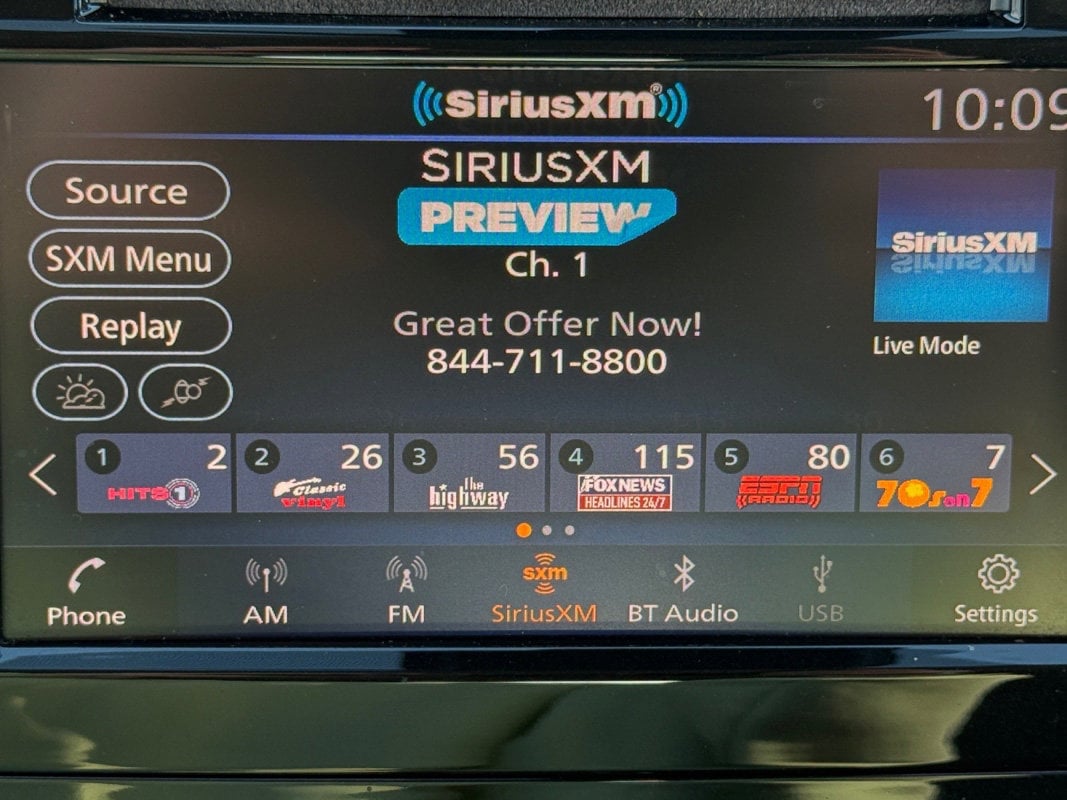 SiriusXM®
10:09
SIRIUSXM
PREVIEW
Ch. 1
Great Offer Now!
844-711-8800
Source
SXM Menu
Replay
SiriusXM
Live Mode
1 2
HITS 1
2 26
Classic
vinyl
3 56
the
highway
4 115
FOX NEWS
HEADLINES 24/7
5 80
ESPN
RADIO
6 7
70s on 7
Phone
AM
FM
sxm
SiriusXM
BT Audio
USB
Settings